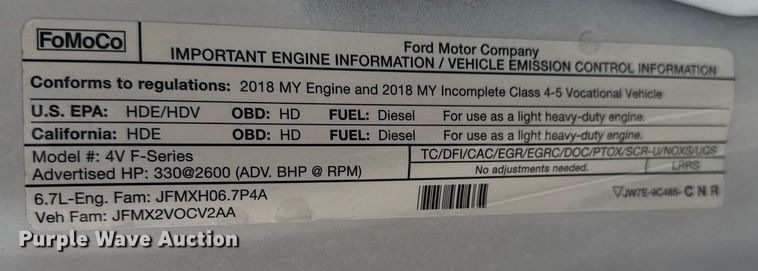 FoMoCo
Ford Motor Company
IMPORTANT ENGINE INFORMATION / VEHICLE EMISSION CONTROL INFORMATION
Conforms to regulations: 2018 MY Engine and 2018 MY Incomplete Class 4-5 Vocational Vehicle
U.S. EPA: HDE/HDV OBD: HD FUEL: Diesel For use as a light heavy-duty engine.
California: HDE OBD: HD FUEL: Diesel For use as a light heavy-duty engine.
Model #: 4V F-Series TC/DFI/CAC/EGR/EGRC/DOC/PTOX/SCR-U/NOXS/UQS
Advertised HP: 330@2600 (ADV. BHP @ RPM) No adjustments needed. LRRS
6.7L-Eng. Fam: JFMXH06.7P4A JW7E-9C485- C N R
Veh Fam: JFMX2VOCV2AA
Purple Wave Auction